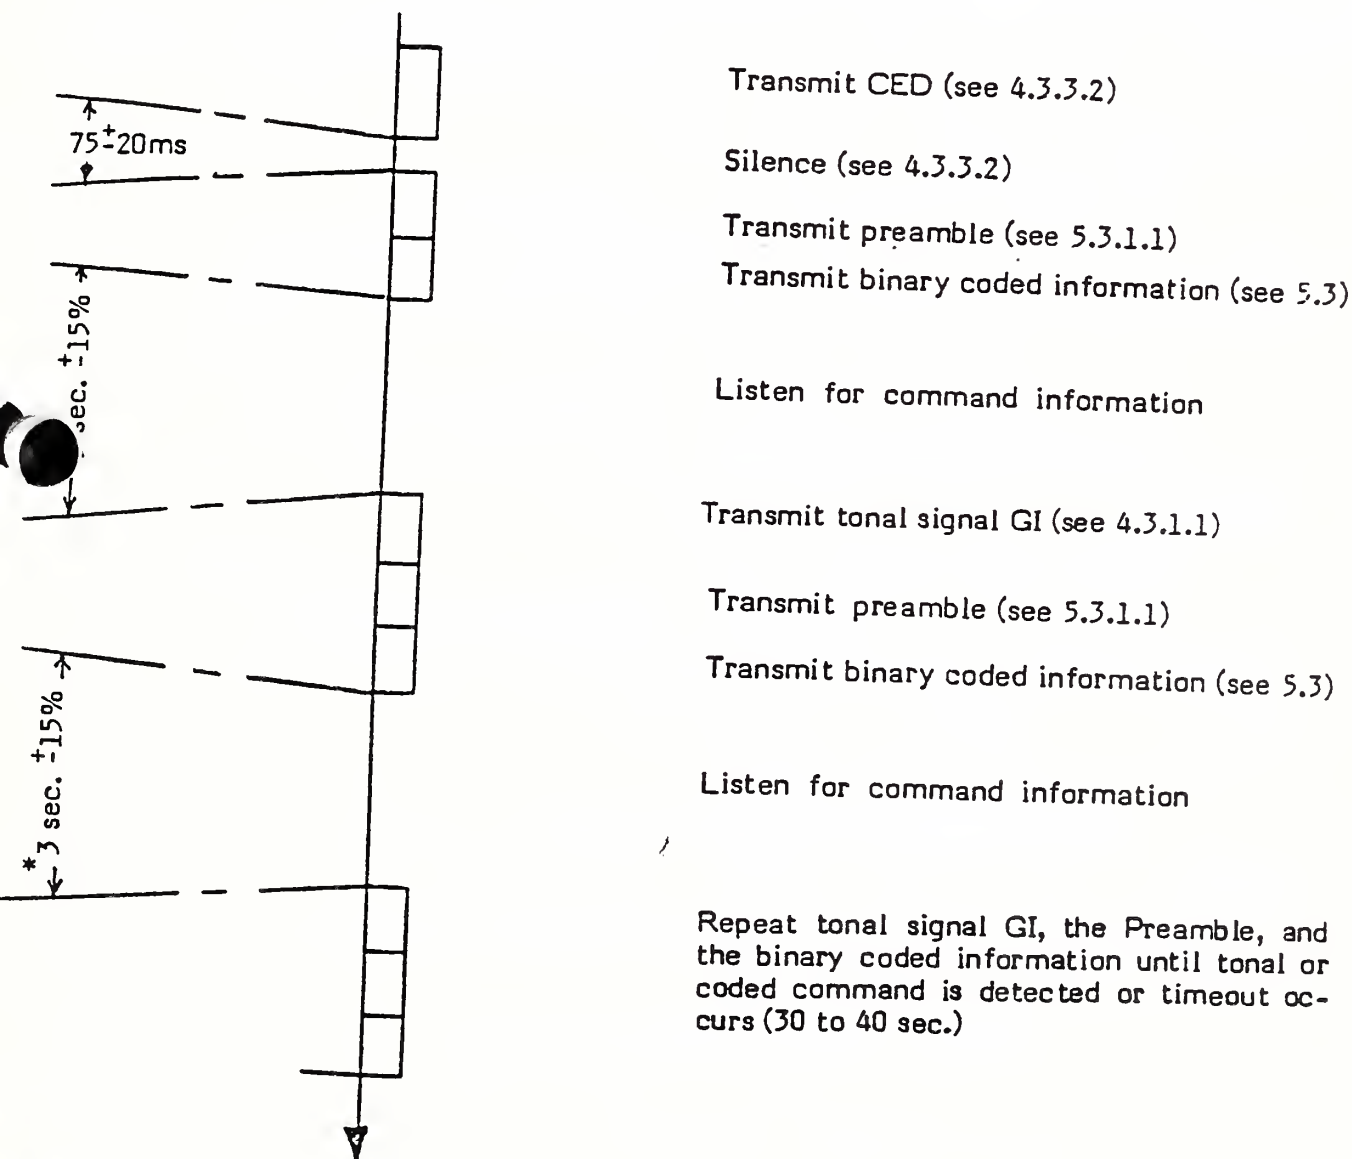 Transmit CED (see 4.3.3.2)
75±20ms
Silence (see 4.3.3.2)
Transmit preamble (see 5.3.1.1)
Transmit binary coded information (see 5.3)
sec. ±15%
Listen for command information
Transmit tonal signal GI (see 4.3.1.1)
Transmit preamble (see 5.3.1.1)
Transmit binary coded information (see 5.3)
*3 sec. ±15%
Listen for command information
Repeat tonal signal GI, the Preamble, and
the binary coded information until tonal or
coded command is detected or timeout oc-
curs (30 to 40 sec.)